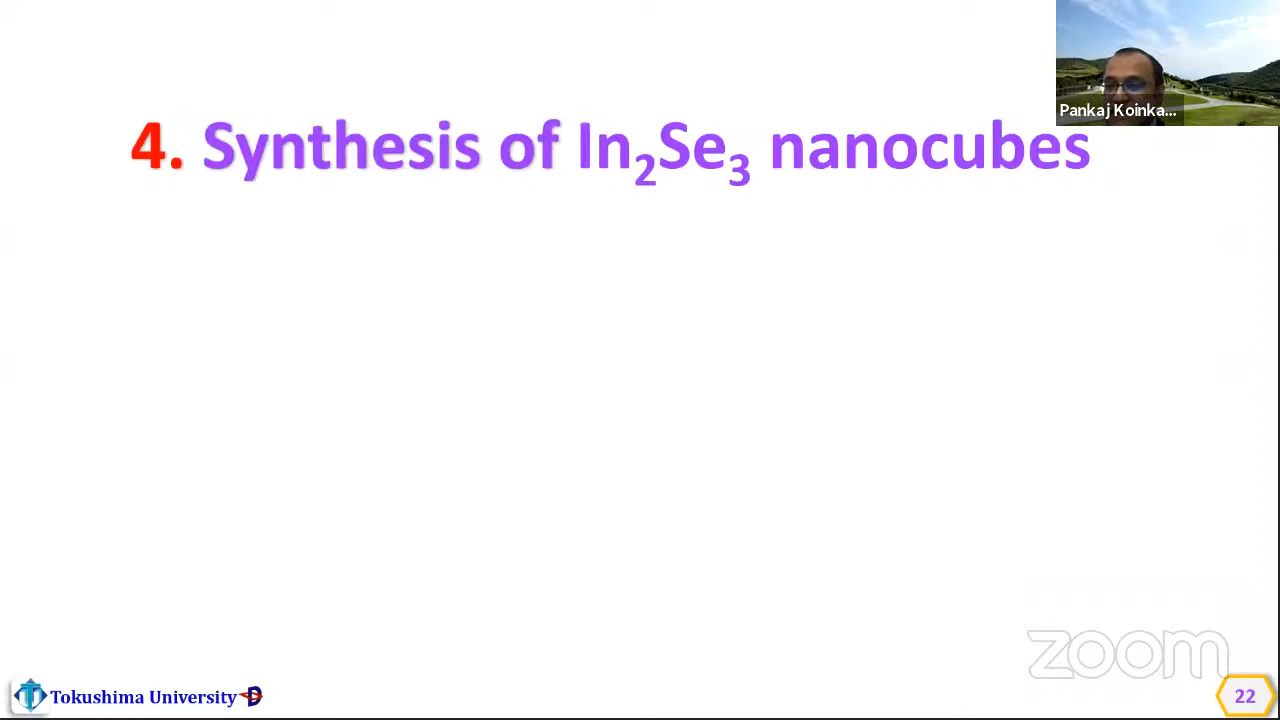 Pankaj Koinka...
4. Synthesis of In₂Se₃ nanocubes
zoom
Tokushima University
22